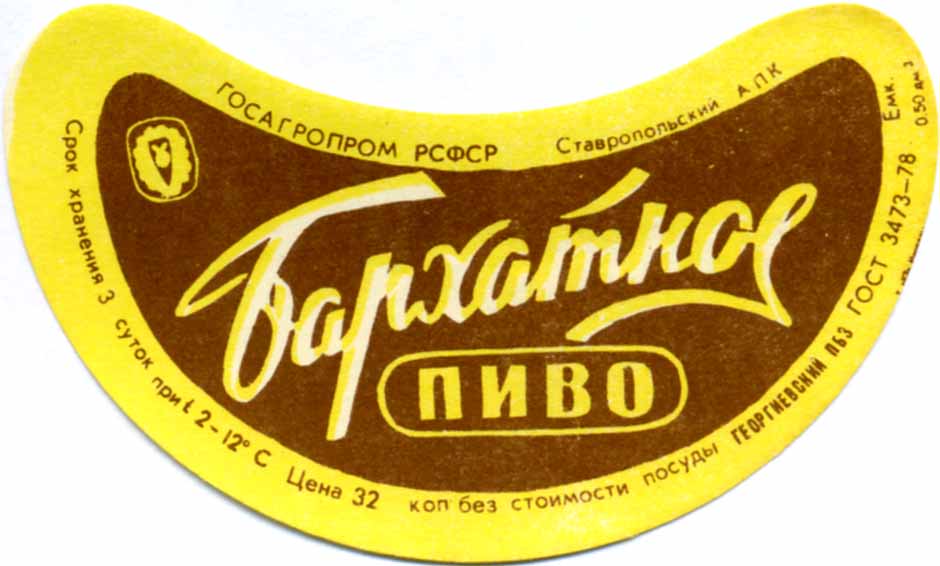 ГОСАГРОПРОМ РСФСР Ставропольский АПК
Бархатное
ПИВО
Срок хранения 3 суток при t 2-12° С Цена 32 коп без стоимости посуды ГЕОРГИЕВСКИЙ ПБЗ ГОСТ 3473-78 Емк. 0.50 дм³